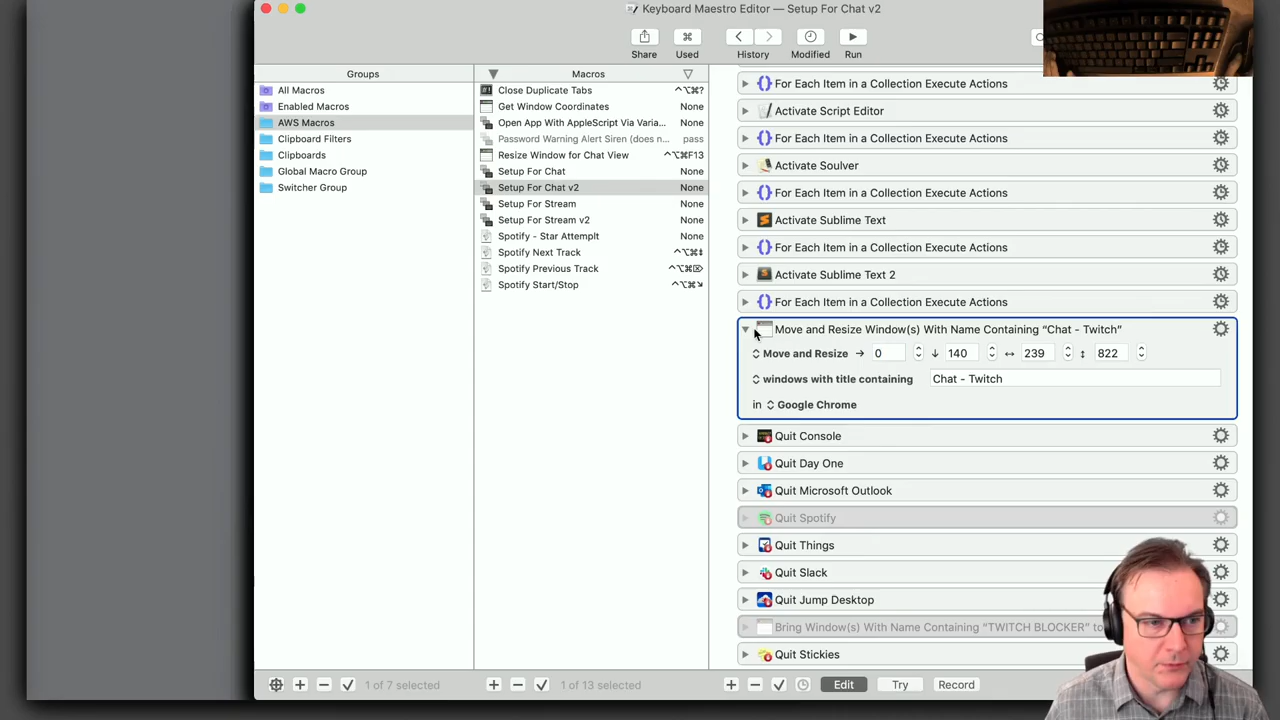 Keyboard Maestro Editor — Setup For Chat v2
Share
Used
History
Modified
Run
Groups
All Macros
Enabled Macros
AWS Macros
Clipboard Filters
Clipboards
Global Macro Group
Switcher Group
Macros
Close Duplicate Tabs ^⌥⌘?
Get Window Coordinates None
Open App With AppleScript Via Varia... None
Password Warning Alert Siren (does n... pass
Resize Window for Chat View ^⌥⌘F13
Setup For Chat None
Setup For Chat v2 None
Setup For Stream None
Setup For Stream v2 None
Spotify - Star Attempt None
Spotify Next Track
Spotify Previous Track ^⌥⌘⌦
Spotify Start/Stop ^⌥⌘↘
For Each Item in a Collection Execute Actions
Activate Script Editor
For Each Item in a Collection Execute Actions
Activate Soulver
For Each Item in a Collection Execute Actions
Activate Sublime Text
For Each Item in a Collection Execute Actions
Activate Sublime Text 2
For Each Item in a Collection Execute Actions
Move and Resize Window(s) With Name Containing “Chat - Twitch”
Move and Resize → 0 ↓ 140 ↔ 239 ↕ 822
windows with title containing Chat - Twitch
in Google Chrome
Quit Console
Quit Day One
Quit Microsoft Outlook
Quit Spotify
Quit Things
Quit Slack
Quit Jump Desktop
Bring Window(s) With Name Containing “TWITCH BLOCKER” to
Quit Stickies
1 of 7 selected
1 of 13 selected
Edit
Try
Record